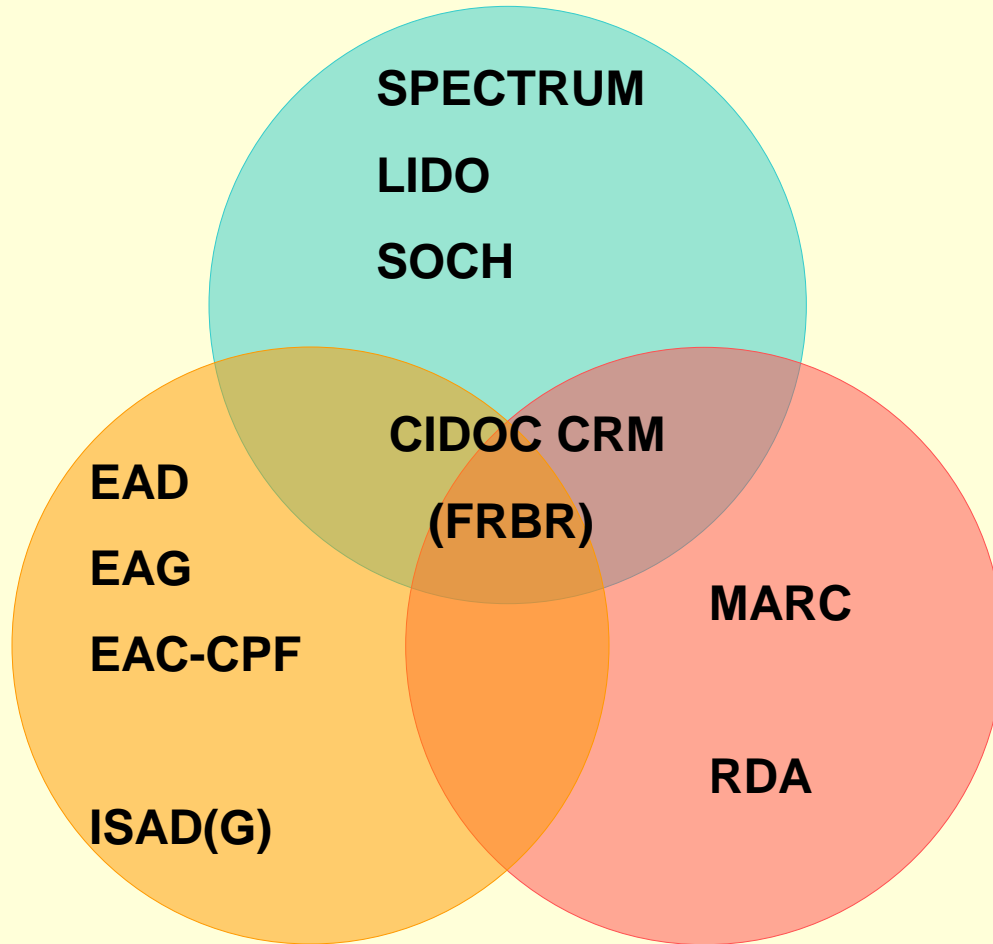 SPECTRUM
LIDO
SOCH
CIDOC CRM
(FRBR)
EAD
EAG
EAC-CPF
ISAD(G)
MARC
RDA